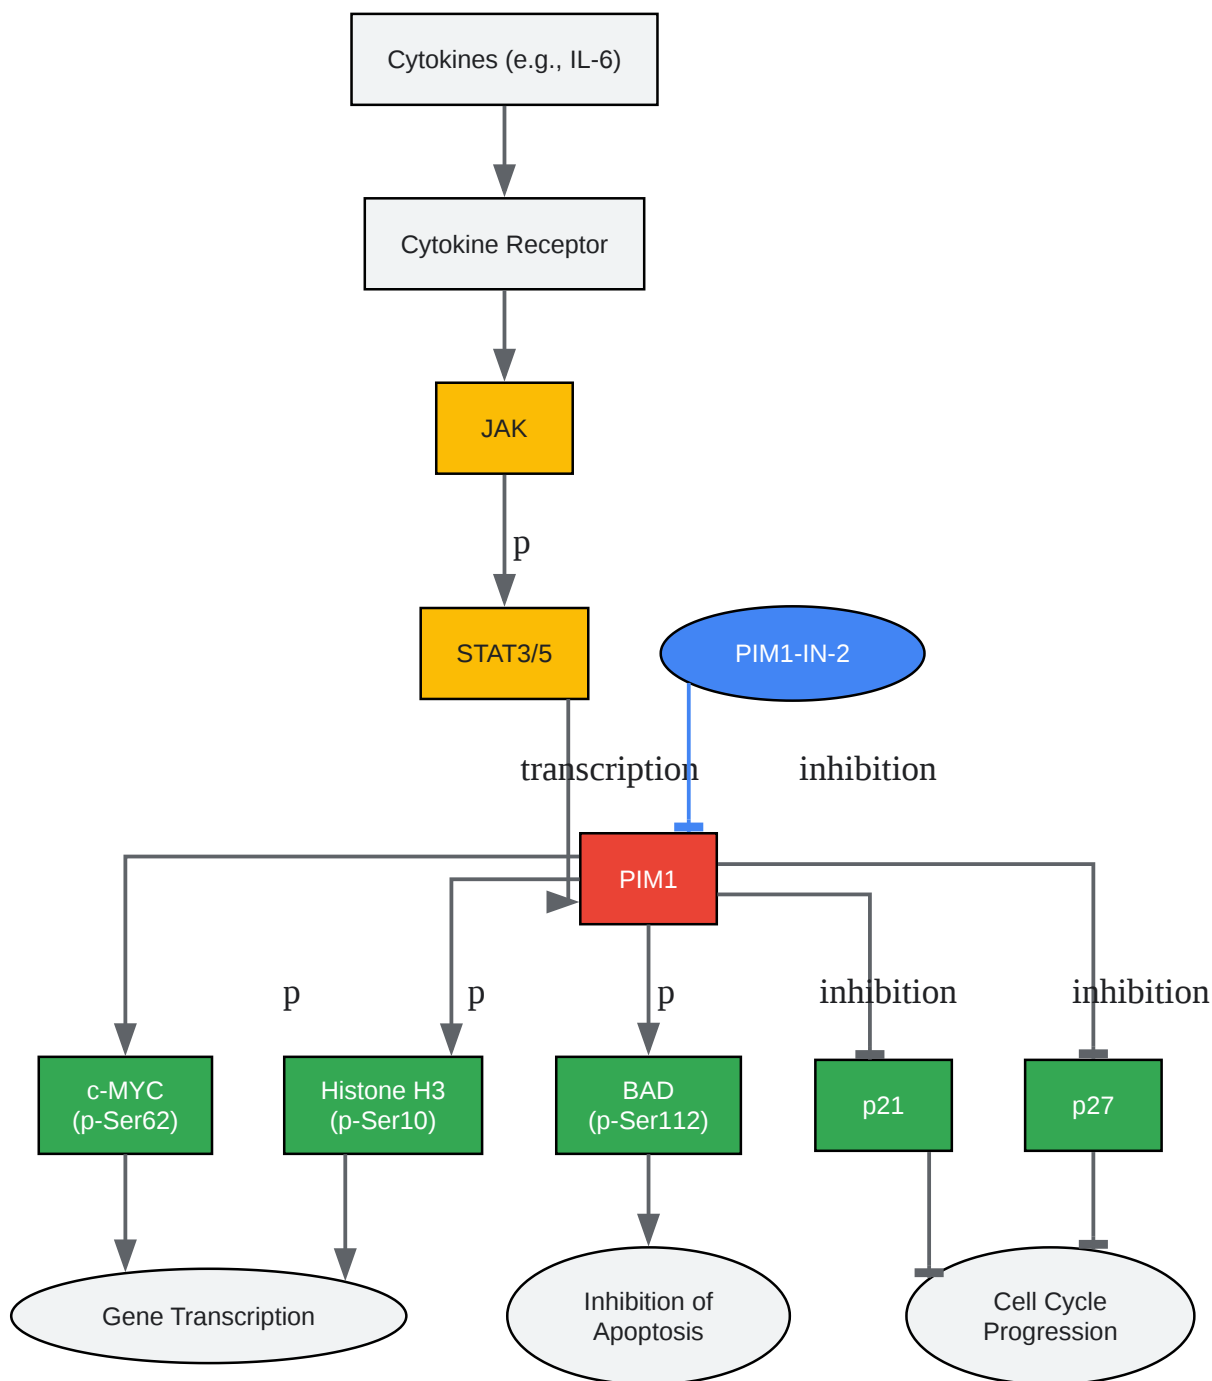 Cytokines (e.g., IL-6)
Cytokine Receptor
JAK
p
STAT3/5
PIM1-IN-2
transcription
inhibition
PIM1
p
p
p
inhibition
inhibition
c-MYC
(p-Ser62)
Histone H3
(p-Ser10)
BAD
(p-Ser112)
p21
p27
Gene Transcription
Inhibition of
Apoptosis
Cell Cycle
Progression